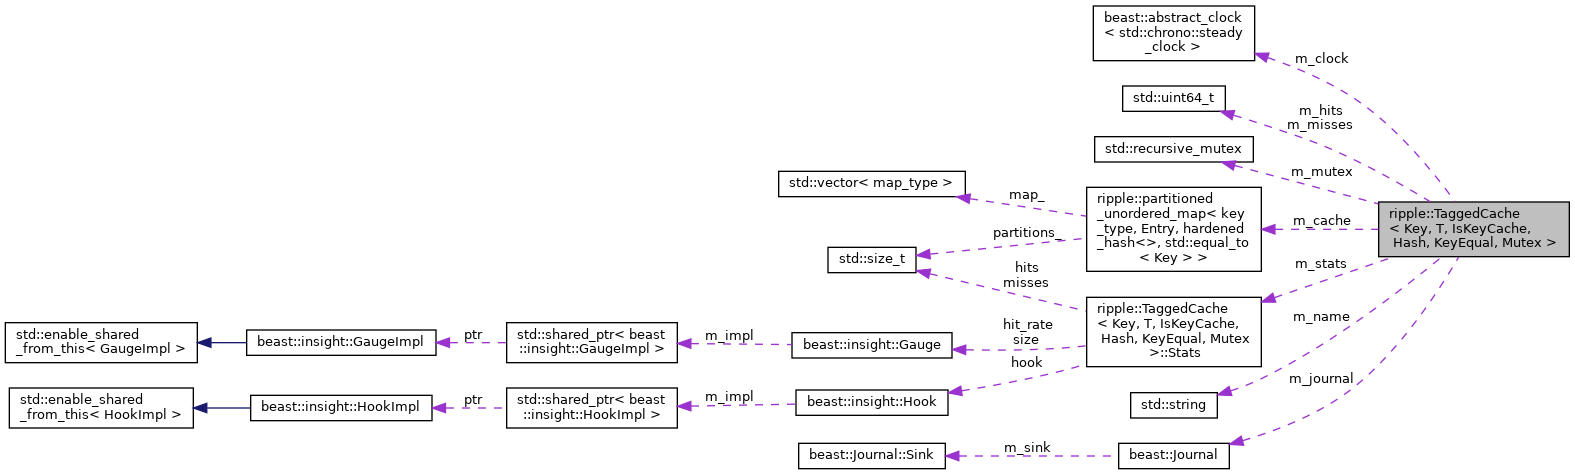 beast::abstract_clock
< std::chrono::steady
_clock >
m_clock
std::uint64_t
m_hits
m_misses
std::recursive_mutex
m_mutex
std::vector< map_type >
map_
ripple::partitioned
_unordered_map< key
_type, Entry, hardened
_hash<>, std::equal_to
< Key > >
m_cache
ripple::TaggedCache
< Key, T, IsKeyCache,
Hash, KeyEqual, Mutex >
partitions_
std::size_t
hits
misses
m_stats
ripple::TaggedCache
< Key, T, IsKeyCache,
Hash, KeyEqual, Mutex
>::Stats
m_name
std::enable_shared
_from_this< GaugeImpl >
beast::insight::GaugeImpl
ptr
std::shared_ptr< beast
::insight::GaugeImpl >
m_impl
beast::insight::Gauge
hit_rate
size
hook
m_journal
std::enable_shared
_from_this< HookImpl >
beast::insight::HookImpl
ptr
std::shared_ptr< beast
::insight::HookImpl >
m_impl
beast::insight::Hook
std::string
beast::Journal::Sink
m_sink
beast::Journal